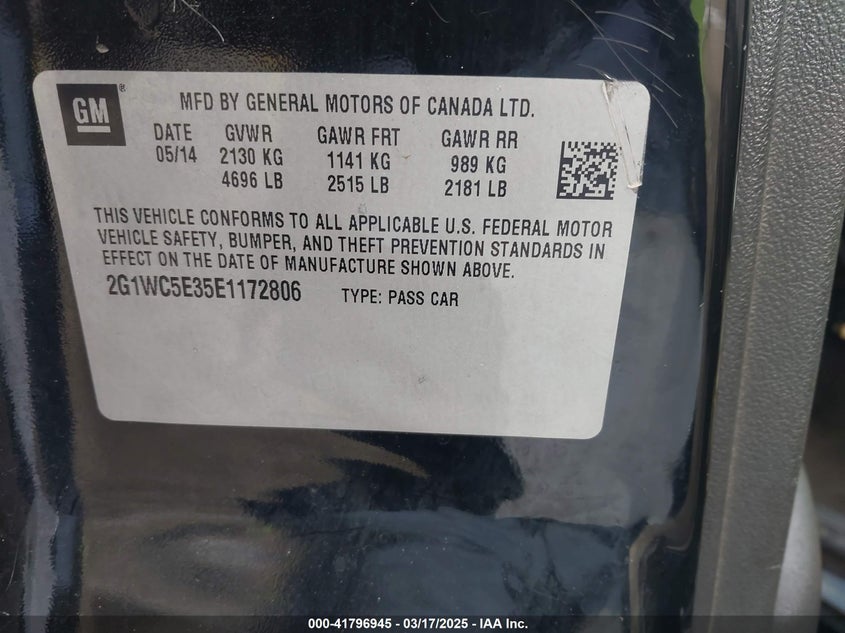 GM ®
MFD BY GENERAL MOTORS OF CANADA LTD.
DATE GVWR GAWR FRT GAWR RR
05/14 2130 KG 1141 KG 989 KG
4696 LB 2515 LB 2181 LB
THIS VEHICLE CONFORMS TO ALL APPLICABLE U.S. FEDERAL MOTOR
VEHICLE SAFETY, BUMPER, AND THEFT PREVENTION STANDARDS IN
EFFECT ON THE DATE OF MANUFACTURE SHOWN ABOVE.
2G1WC5E35E1172806 TYPE: PASS CAR
000-41796945 / 03/17/2025 - IAA Inc.